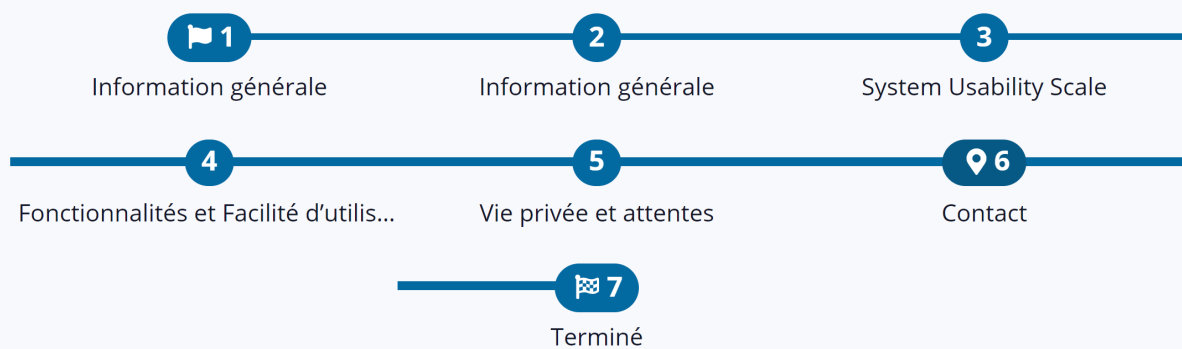 1 2 3
Information générale Information générale System Usability Scale
4 5 6
Fonctionnalités et Facilité d’utilis... Vie privée et attentes Contact
7
Terminé